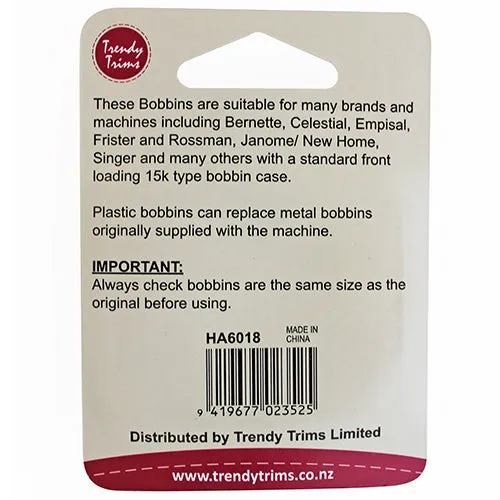 Trendy
Trims
These Bobbins are suitable for many brands and
machines including Bernette, Celestial, Empisal,
Frister and Rossman, Janome/ New Home,
Singer and many others with a standard front
loading 15k type bobbin case.
Plastic bobbins can replace metal bobbins
originally supplied with the machine.
IMPORTANT:
Always check bobbins are the same size as the
original before using.
HA6018 MADE IN
CHINA
9 419677 023525
Distributed by Trendy Trims Limited
www.trendytrims.co.nz